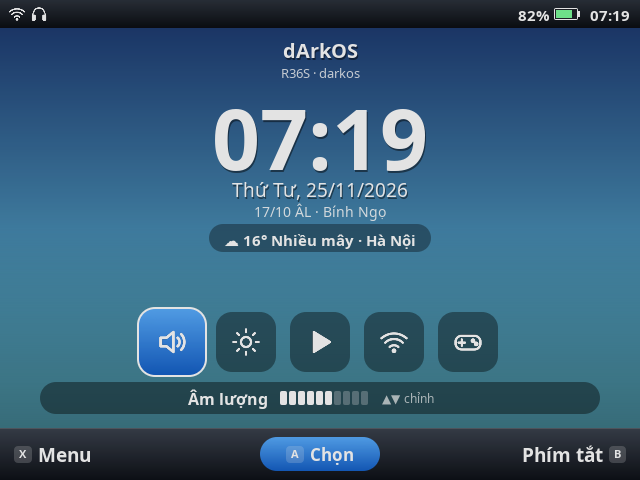 82% 07:19
dArkOS
R36S · darkos
07:19
Thứ Tư, 25/11/2026
17/10 ÂL · Bính Ngọ
16° Nhiều mây · Hà Nội
Âm lượng ▲▼ chỉnh
X Menu A Chọn Phím tắt B